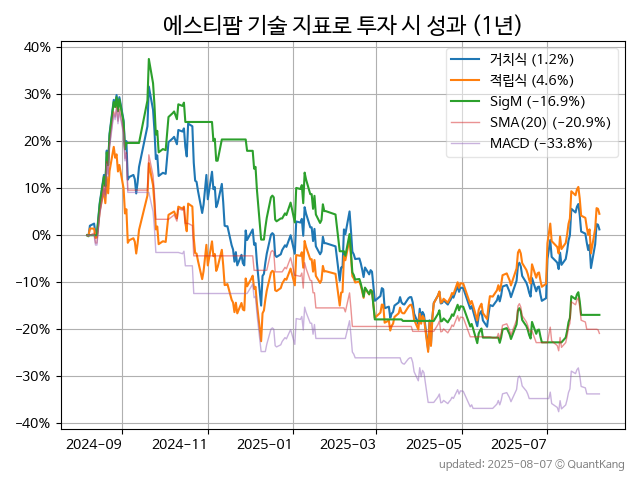 에스티팜 기술 지표로 투자 시 성과 (1년)
40%
30%
20%
10%
0%
−10%
−20%
−30%
−40%
거치식 (1.2%)
적립식 (4.6%)
SigM (−16.9%)
SMA(20) (−20.9%)
MACD (−33.8%)
2024-09 2024-11 2025-01 2025-03 2025-05 2025-07
updated: 2025-08-07 © QuantKang